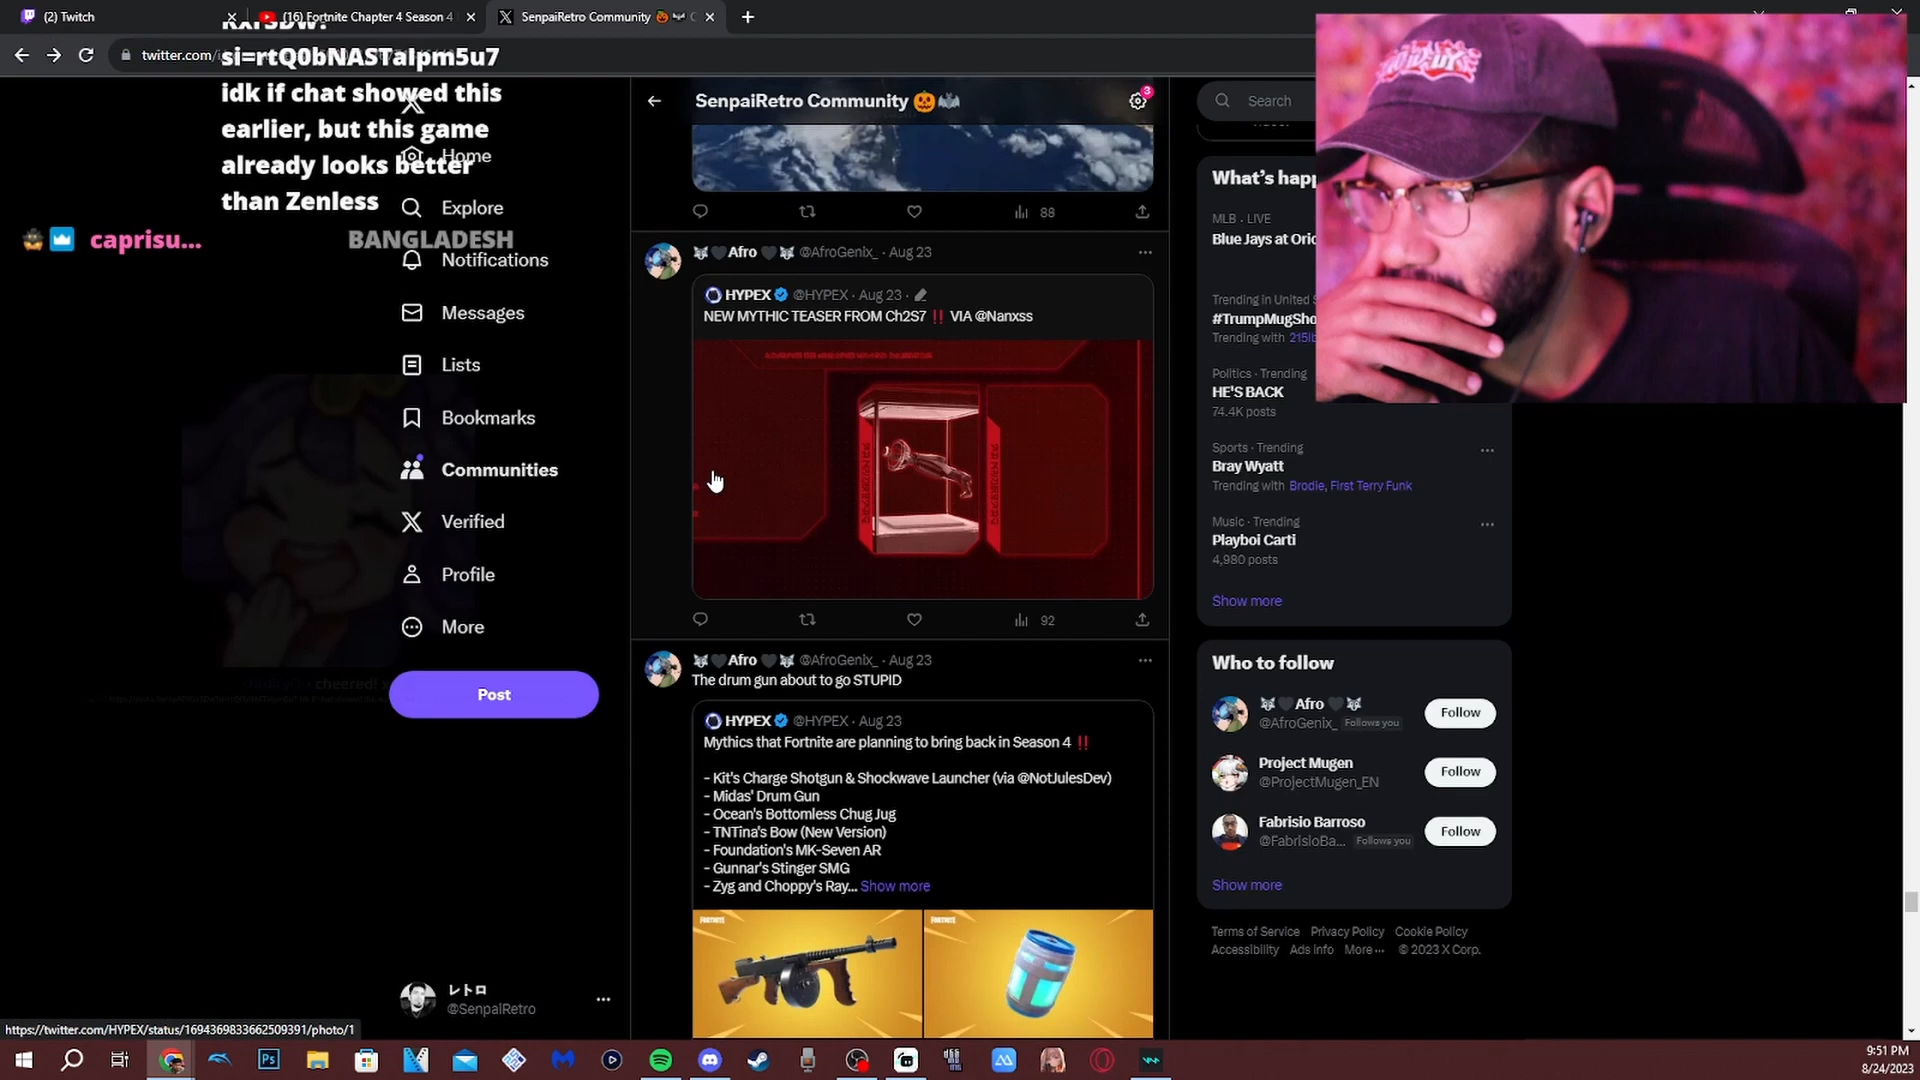 (2) Twitch
(16) Fortnite Chapter 4 Season 4
SenpaiRetro Community 🎃🦇
twitter.com/
si=rtQ0bNASTaIpm5u7
idk if chat showed this
earlier, but this game
already looks better
than Zenless
caprisu...
BANGLADESH
Home
Explore
Notifications
Messages
Lists
Bookmarks
Communities
Verified
Profile
More
Post
レトロ
@SenpaiRetro
https://twitter.com/HYPEX/status/1694369833662509391/photo/1
SenpaiRetro Community 🎃🦇
3
88
🐺🖤Afro🖤🐺 @AfroGenix_ · Aug 23
HYPEX @HYPEX · Aug 23 ·
NEW MYTHIC TEASER FROM Ch2S7 ‼️ VIA @Nanxss
92
🐺🖤Afro🖤🐺 @AfroGenix_ · Aug 23
The drum gun about to go STUPID
HYPEX @HYPEX · Aug 23
Mythics that Fortnite are planning to bring back in Season 4 ‼️
- Kit's Charge Shotgun & Shockwave Launcher (via @NotJulesDev)
- Midas' Drum Gun
- Ocean's Bottomless Chug Jug
- TNTina's Bow (New Version)
- Foundation's MK-Seven AR
- Gunnar's Stinger SMG
- Zyg and Choppy's Ray... Show more
FORTNITE
FORTNITE
Search
What's hap
MLB · LIVE
Blue Jays at Ori
Trending in United S
#TrumpMugSho
Trending with 215lb
Politics · Trending
HE'S BACK
74.4K posts
Sports · Trending
Bray Wyatt
Trending with Brodie, First Terry Funk
Music · Trending
Playboi Carti
4,980 posts
Show more
Who to follow
🐺🖤Afro🖤🐺
@AfroGenix_ Follows you
Follow
Project Mugen
@ProjectMugen_EN
Follow
Fabrisio Barroso
@FabrisioBa... Follows you
Follow
Show more
Terms of Service Privacy Policy Cookie Policy
Accessibility Ads info More ··· © 2023 X Corp.
Ps
9:51 PM
8/24/2023